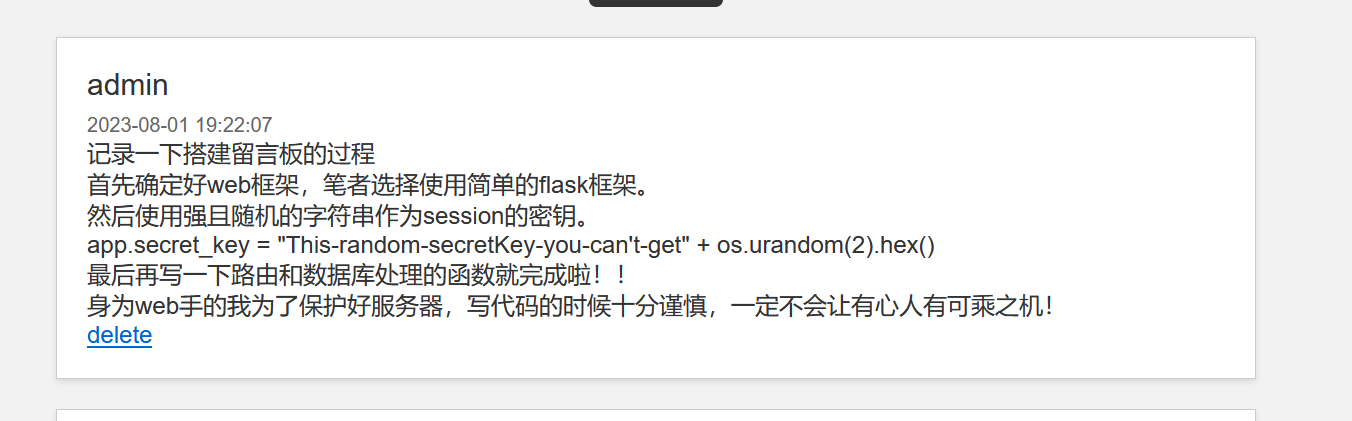 admin
2023-08-01 19:22:07
记录一下搭建留言板的过程
首先确定好web框架，笔者选择使用简单的flask框架。
然后使用强且随机的字符串作为session的密钥。
app.secret_key = "This-random-secretKey-you-can't-get" + os.urandom(2).hex()
最后再写一下路由和数据库处理的函数就完成啦！！
身为web手的我为了保护好服务器，写代码的时候十分谨慎，一定不会让有心人有可乘之机！
delete